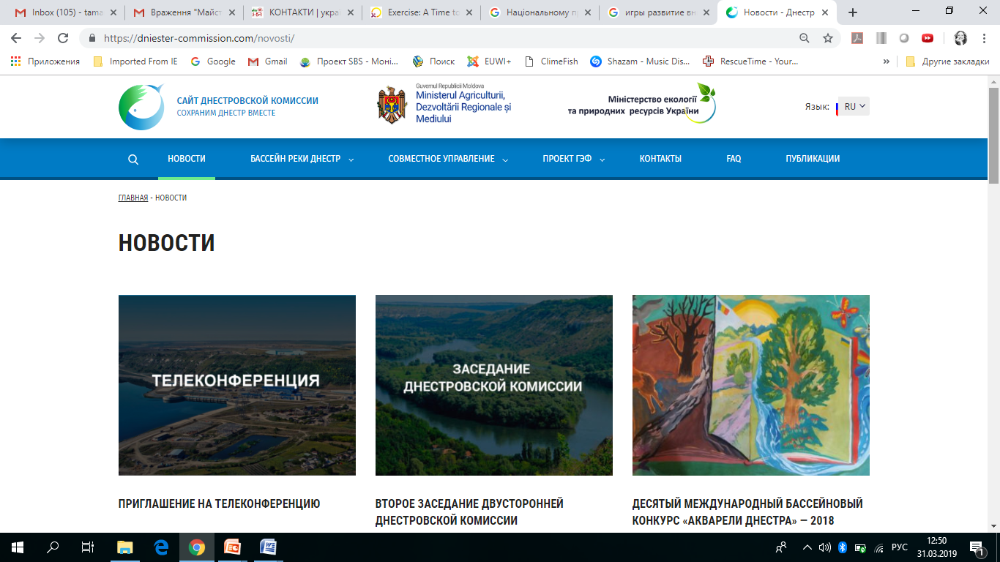 Inbox (105) - tama
Враження "Майст
КОНТАКТИ | укра
Exercise: A Time to
Національному п
игры развитие вн
Новости - Днестр
https://dniester-commission.com/novosti/
Приложения
Imported From IE
Google
Gmail
Проект SBS - Моні...
Поиск
EUWI+
ClimeFish
Shazam - Music Dis...
RescueTime - Your...
»
Другие закладки
САЙТ ДНЕСТРОВСКОЙ КОМИССИИ
СОХРАНИМ ДНЕСТР ВМЕСТЕ
Guvernul Republicii Moldova
Ministerul Agriculturii,
Dezvoltării Regionale și
Mediului
Міністерство екології
та природних ресурсів України
Язык:
RU
НОВОСТИ
БАССЕЙН РЕКИ ДНЕСТР
СОВМЕСТНОЕ УПРАВЛЕНИЕ
ПРОЕКТ ГЭФ
КОНТАКТЫ
FAQ
ПУБЛИКАЦИИ
ГЛАВНАЯ - НОВОСТИ
НОВОСТИ
ТЕЛЕКОНФЕРЕНЦИЯ
ЗАСЕДАНИЕ
ДНЕСТРОВСКОЙ КОМИССИИ
ПРИГЛАШЕНИЕ НА ТЕЛЕКОНФЕРЕНЦИЮ
ВТОРОЕ ЗАСЕДАНИЕ ДВУСТОРОННЕЙ
ДНЕСТРОВСКОЙ КОМИССИИ
ДЕСЯТЫЙ МЕЖДУНАРОДНЫЙ БАССЕЙНОВЫЙ
КОНКУРС «АКВАРЕЛИ ДНЕСТРА» — 2018
РУС
12:50
31.03.2019
1